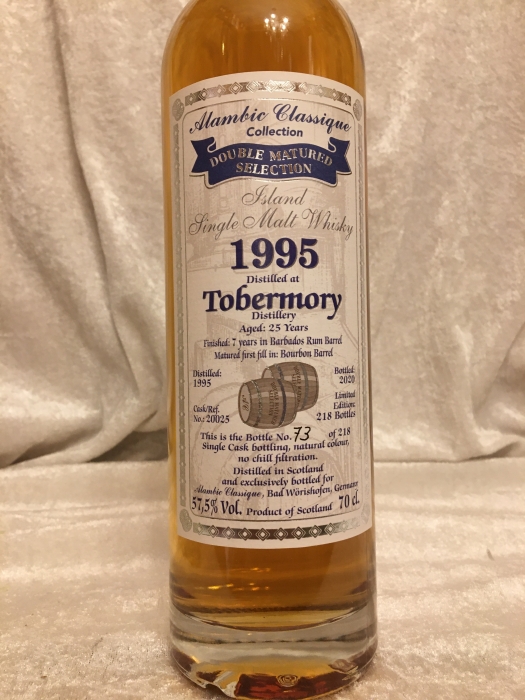 Alambic Classique
Collection
DOUBLE MATURED
SELECTION
Island
Single Malt Whisky
1995
Distilled at
Tobermory
Distillery
Aged: 25 Years
Finished: 7 years in Barbados Rum Barrel
Matured first fill in: Bourbon Barrel
Distilled:
1995
Bottled:
2020
Cask/Ref.
No.: 20025
Limited
Edition:
218 Bottles
This is the Bottle No. 73 of 218
Single Cask bottling, natural colour,
no chill filtration.
Distilled in Scotland
and exclusively bottled for
Alambic Classique, Bad Wörishofen, Germany
57,5% Vol. Product of Scotland 70 cl.